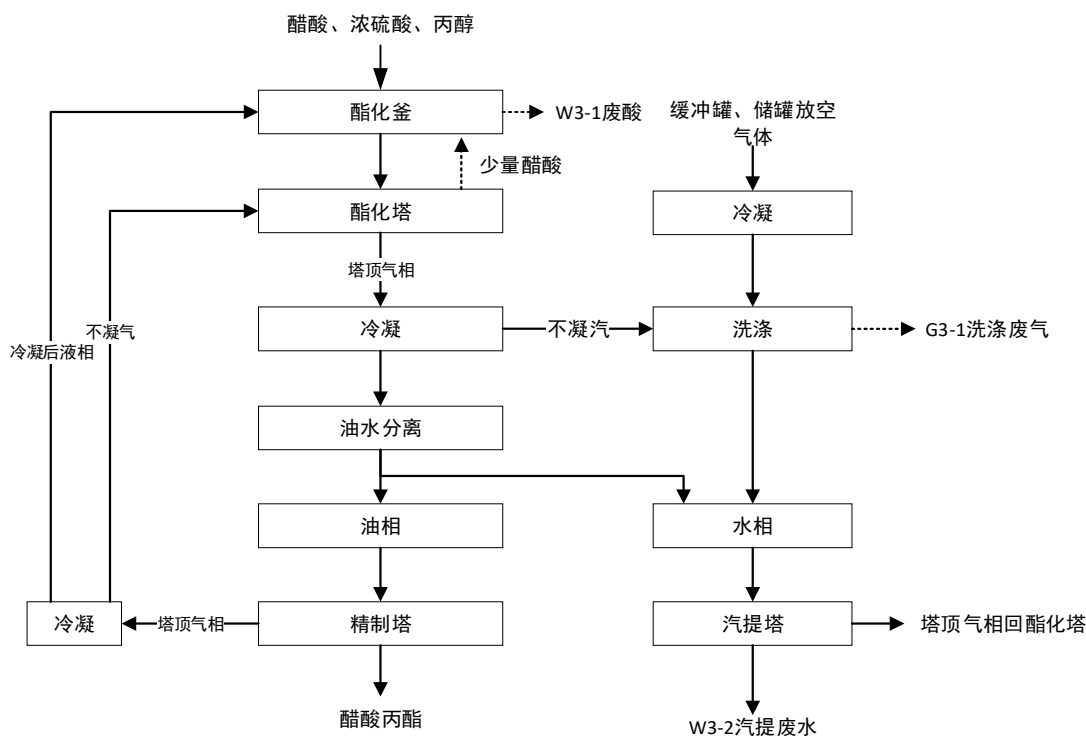 醋酸、浓硫酸、丙醇
酯化釜
W3-1废酸
缓冲罐、储罐放空
气体
少量醋酸
酯化塔
冷凝
塔顶气相
冷凝
不凝汽
洗涤
G3-1洗涤废气
不凝气
冷凝后液相
油水分离
油相
水相
冷凝
塔顶气相
精制塔
汽提塔
塔顶气相回酯化塔
醋酸丙酯
W3-2汽提废水